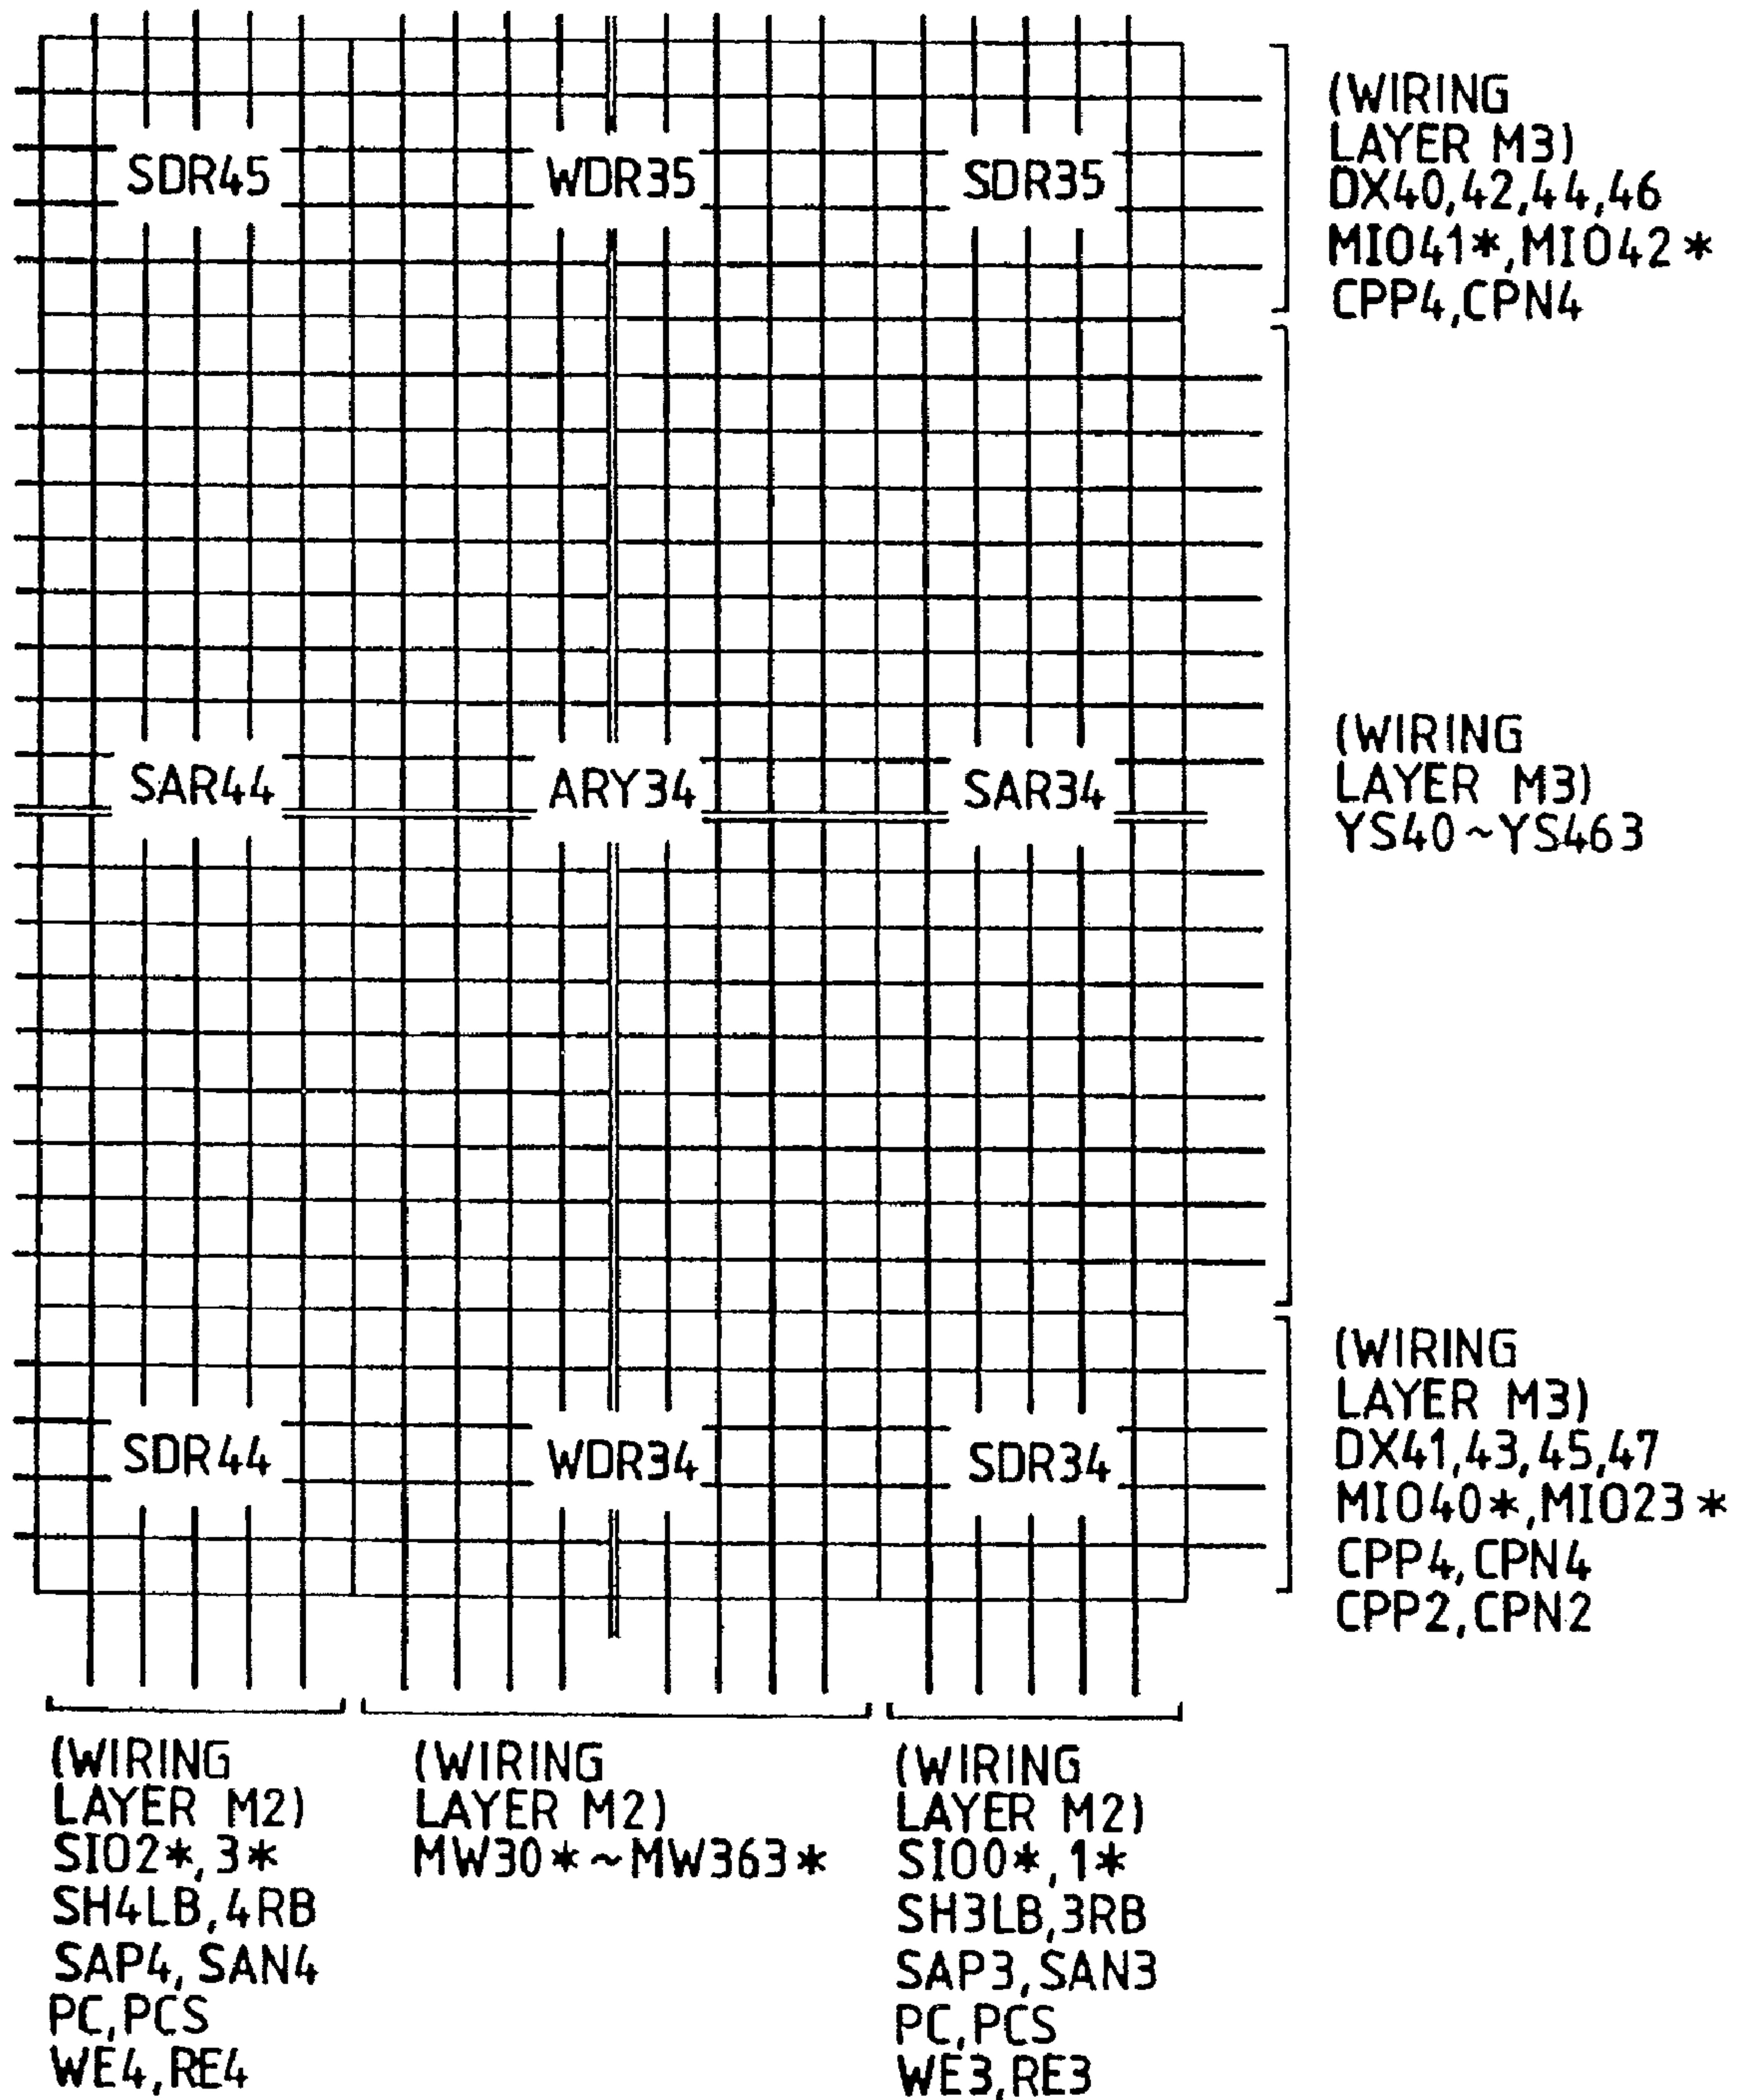 SDR45 WDR35 SDR35
(WIRING
LAYER M3)
DX40,42,44,46
MIO41*,MIO42*
CPP4,CPN4
SAR44 ARY34 SAR34
(WIRING
LAYER M3)
YS40~YS463
SDR44 WDR34 SDR34
(WIRING
LAYER M3)
DX41,43,45,47
MIO40*,MIO23*
CPP4,CPN4
CPP2,CPN2
(WIRING
LAYER M2)
SIO2*,3*
SH4LB,4RB
SAP4,SAN4
PC,PCS
WE4,RE4
(WIRING
LAYER M2)
MW30*~MW363*
(WIRING
LAYER M2)
SIO0*,1*
SH3LB,3RB
SAP3,SAN3
PC,PCS
WE3,RE3